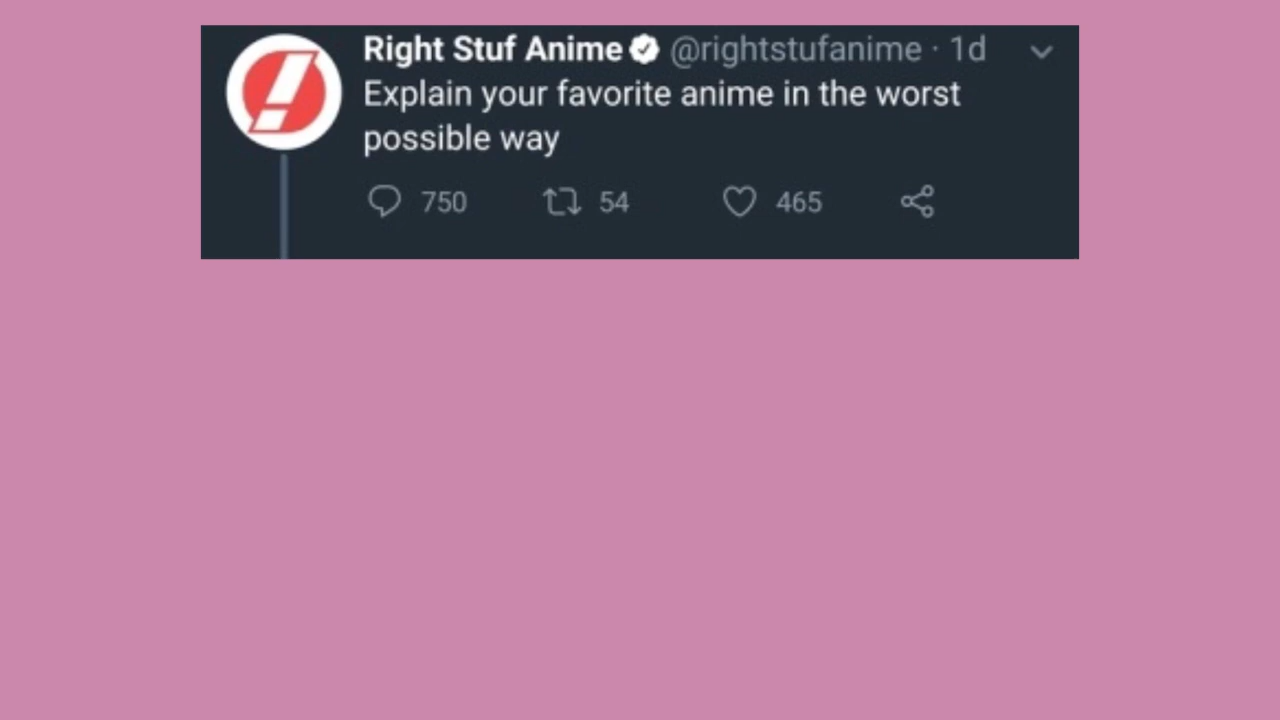 Right Stuf Anime @rightstufanime · 1d
Explain your favorite anime in the worst
possible way
750 54 465